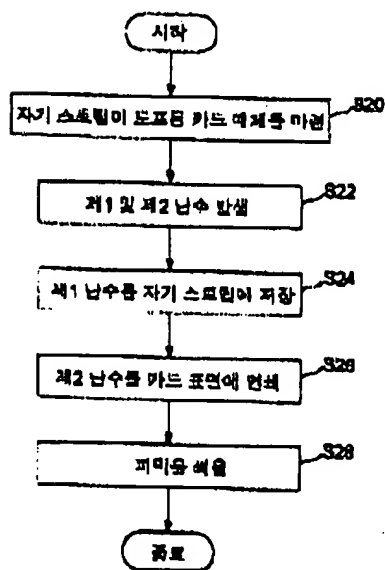 시작
자기 스트립이 도포된 카드 매체를 마련
S20
제1 및 제2 난수 발생
S22
제1 난수를 자기 스트립에 저장
S24
제2 난수를 카드 표면에 인쇄
S26
S28
종료